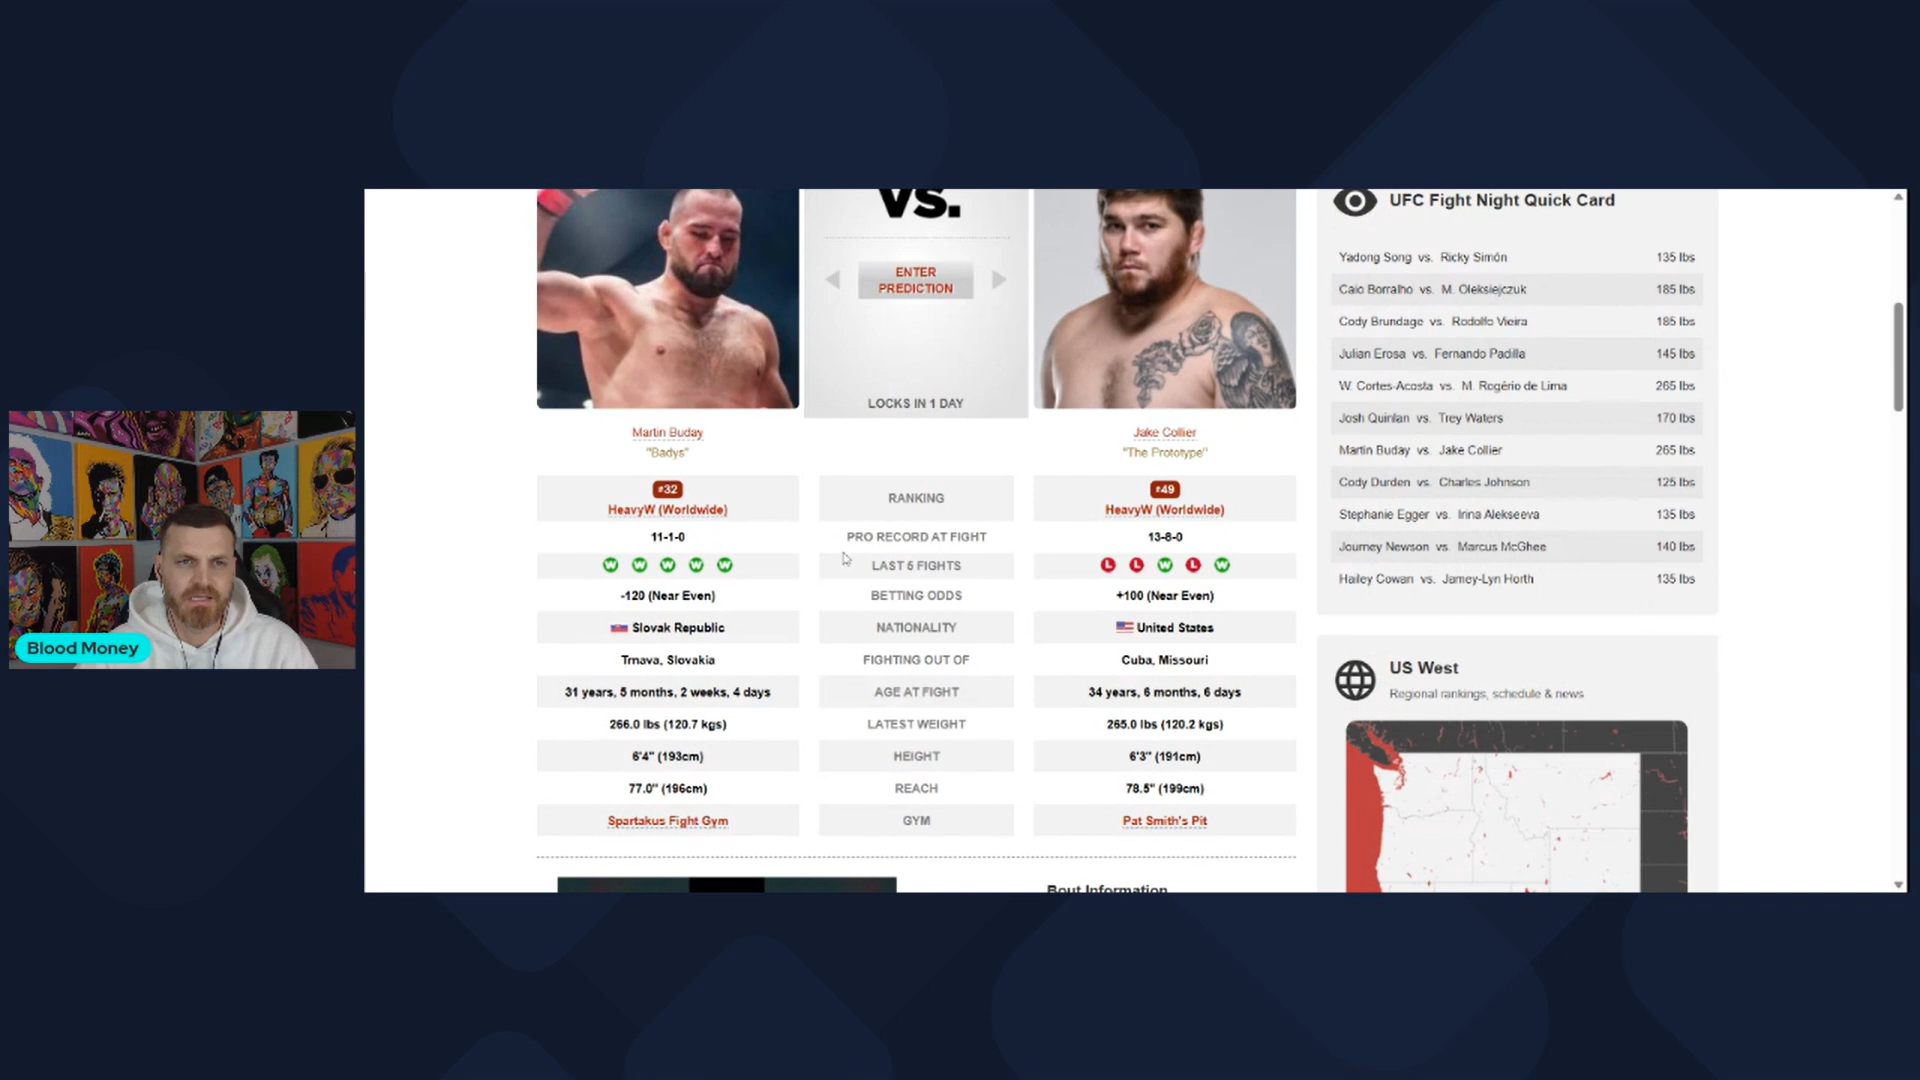 VS.
ENTER
PREDICTION
LOCKS IN 1 DAY
Martin Buday
"Badys"
Jake Collier
"The Prototype"
#32
HeavyW (Worldwide)
RANKING
#49
HeavyW (Worldwide)
11-1-0
PRO RECORD AT FIGHT
13-8-0
W W W W W
LAST 5 FIGHTS
L L W L W
-120 (Near Even)
BETTING ODDS
+100 (Near Even)
Slovak Republic
NATIONALITY
United States
Trnava, Slovakia
FIGHTING OUT OF
Cuba, Missouri
31 years, 5 months, 2 weeks, 4 days
AGE AT FIGHT
34 years, 6 months, 6 days
266.0 lbs (120.7 kgs)
LATEST WEIGHT
265.0 lbs (120.2 kgs)
6'4" (193cm)
HEIGHT
6'3" (191cm)
77.0" (196cm)
REACH
78.5" (199cm)
Spartakus Fight Gym
GYM
Pat Smith's Pit
Bout Information
UFC Fight Night Quick Card
Yadong Song vs. Ricky Simón 135 lbs
Caio Borralho vs. M. Oleksiejczuk 185 lbs
Cody Brundage vs. Rodolfo Vieira 185 lbs
Julian Erosa vs. Fernando Padilla 145 lbs
W. Cortes-Acosta vs. M. Rogério de Lima 265 lbs
Josh Quinlan vs. Trey Waters 170 lbs
Martin Buday vs. Jake Collier 265 lbs
Cody Durden vs. Charles Johnson 125 lbs
Stephanie Egger vs. Irina Alekseeva 135 lbs
Journey Newson vs. Marcus McGhee 140 lbs
Hailey Cowan vs. Jamey-Lyn Horth 135 lbs
US West
Regional rankings, schedule & news
Blood Money